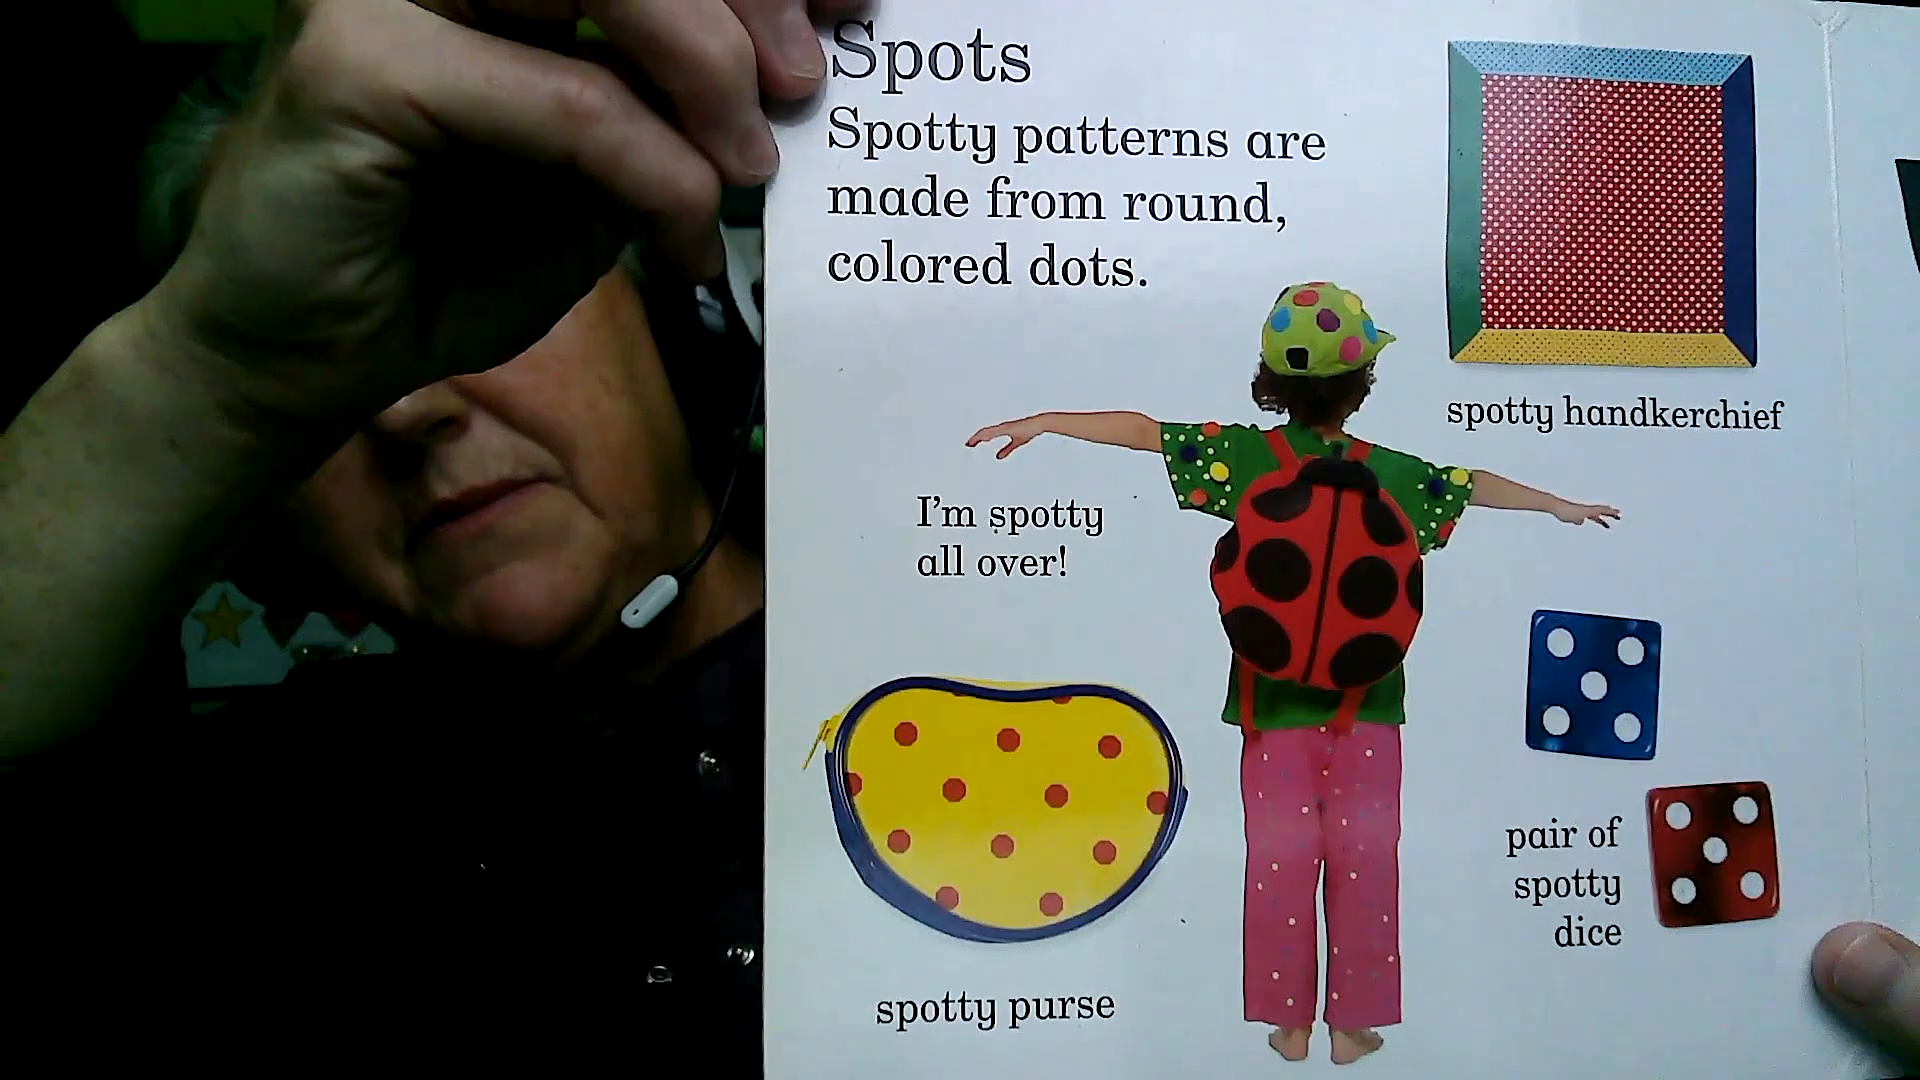 Spots
Spotty patterns are
made from round,
colored dots.
spotty handkerchief
I'm spotty
all over!
pair of
spotty
dice
spotty purse